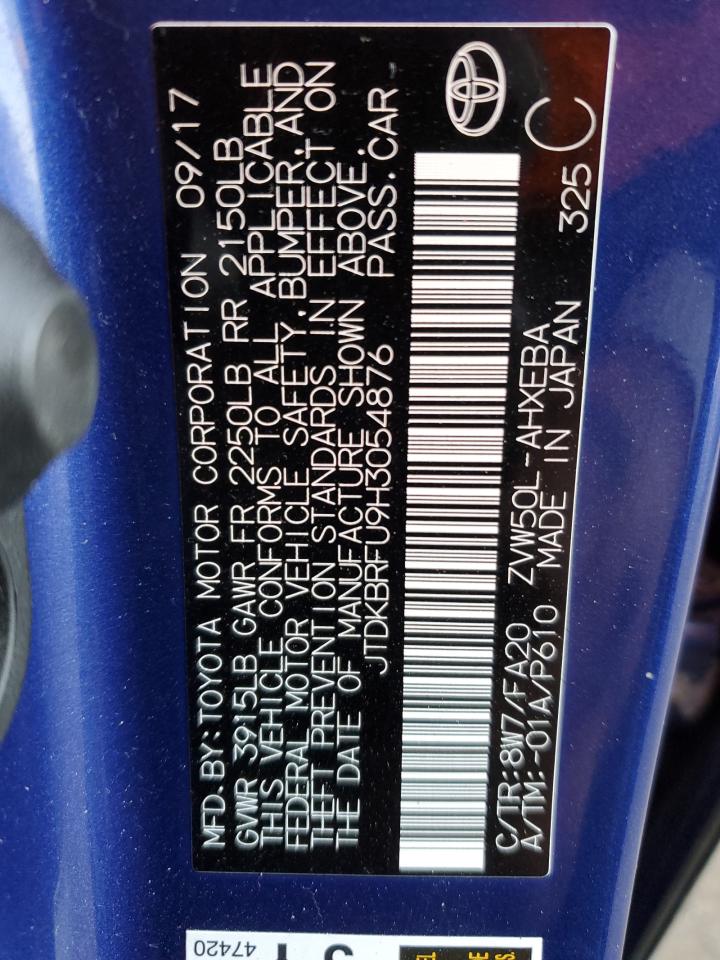 MFD.BY:TOYOTA MOTOR CORPORATION 09/17
GVWR 3915LB GAWR FR 2250LB RR 2150LB
THIS VEHICLE CONFORMS TO ALL APPLICABLE
FEDERAL MOTOR VEHICLE SAFETY,BUMPER,AND
THEFT PREVENTION STANDARDS IN EFFECT ON
THE DATE OF MANUFACTURE SHOWN ABOVE.
JTDKBRFU9H3054876 PASS.CAR
C/TR:8W7/FA20 ZVW50L-AHXEBA
A/TM:-01A/P610 MADE IN JAPAN 325
C
47420